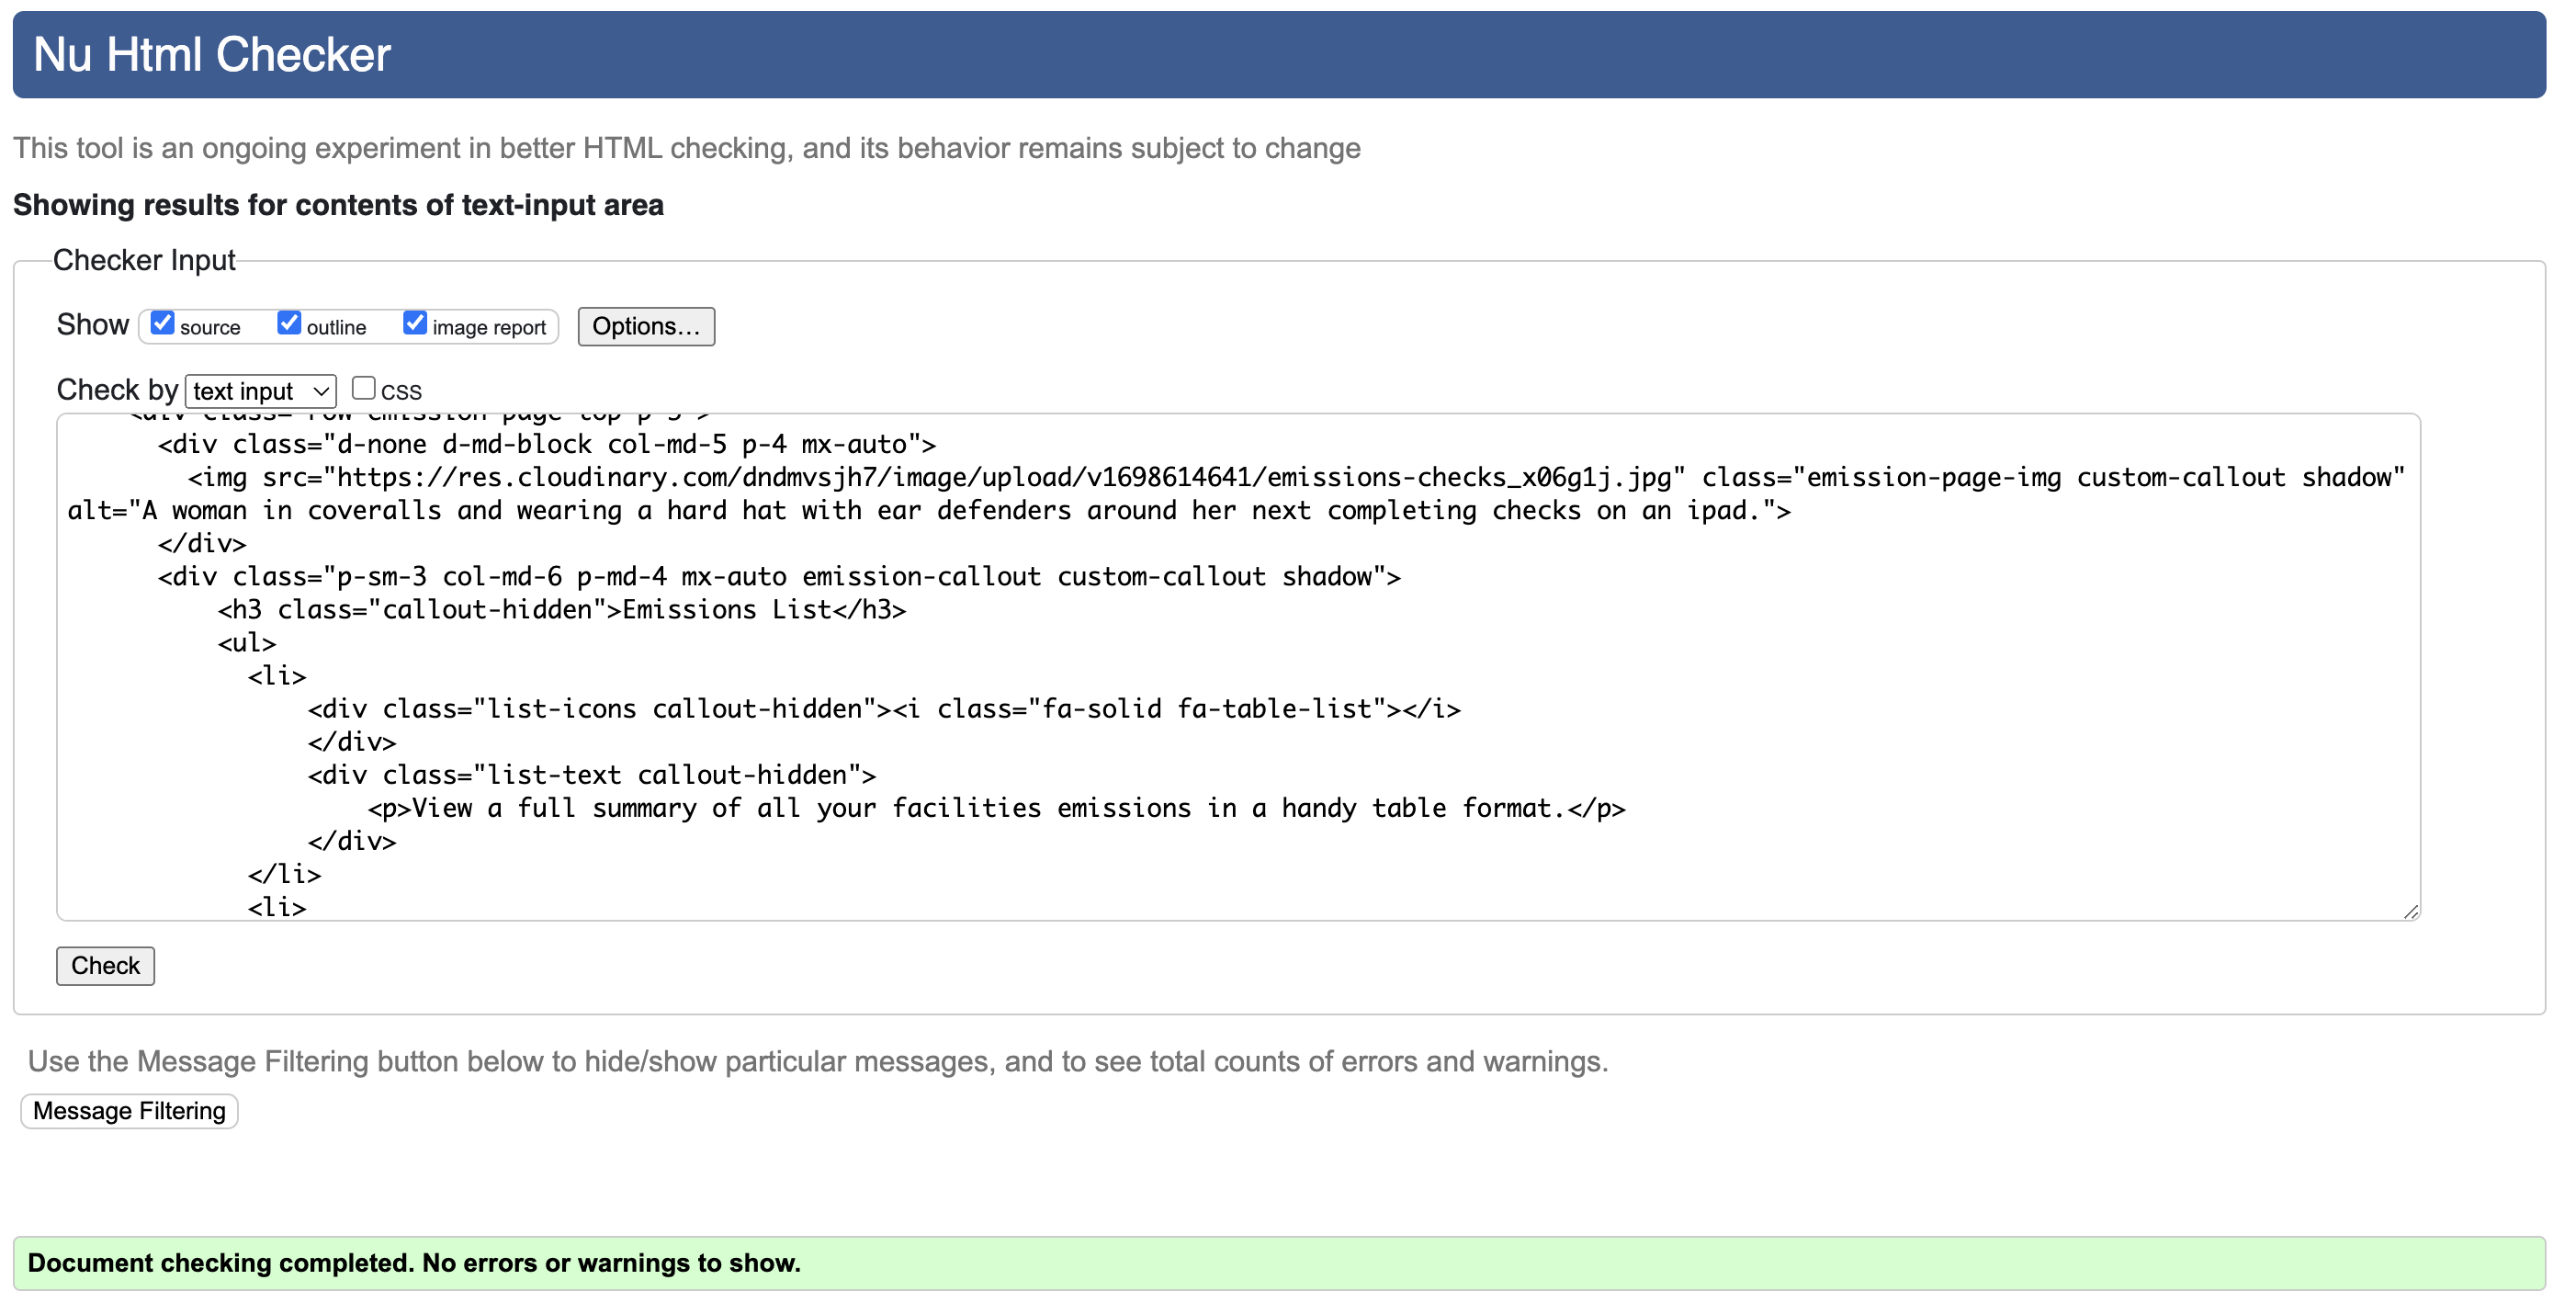 Nu Html Checker
This tool is an ongoing experiment in better HTML checking, and its behavior remains subject to change
Showing results for contents of text-input area
Checker Input
Show source outline image report Options...
Check by text input CSS
<div class="row emission-page-top p-5">
<div class="d-none d-md-block col-md-5 p-4 mx-auto">
<img src="https://res.cloudinary.com/dndmvsjh7/image/upload/v1698614641/emissions-checks_x06g1j.jpg" class="emission-page-img custom-callout shadow"
alt="A woman in coveralls and wearing a hard hat with ear defenders around her next completing checks on an ipad.">
</div>
<div class="p-sm-3 col-md-6 p-md-4 mx-auto emission-callout custom-callout shadow">
<h3 class="callout-hidden">Emissions List</h3>
<ul>
<li>
<div class="list-icons callout-hidden"><i class="fa-solid fa-table-list"></i>
</div>
<div class="list-text callout-hidden">
<p>View a full summary of all your facilities emissions in a handy table format.</p>
</div>
</li>
<li>
Check
Use the Message Filtering button below to hide/show particular messages, and to see total counts of errors and warnings.
Message Filtering
Document checking completed. No errors or warnings to show.